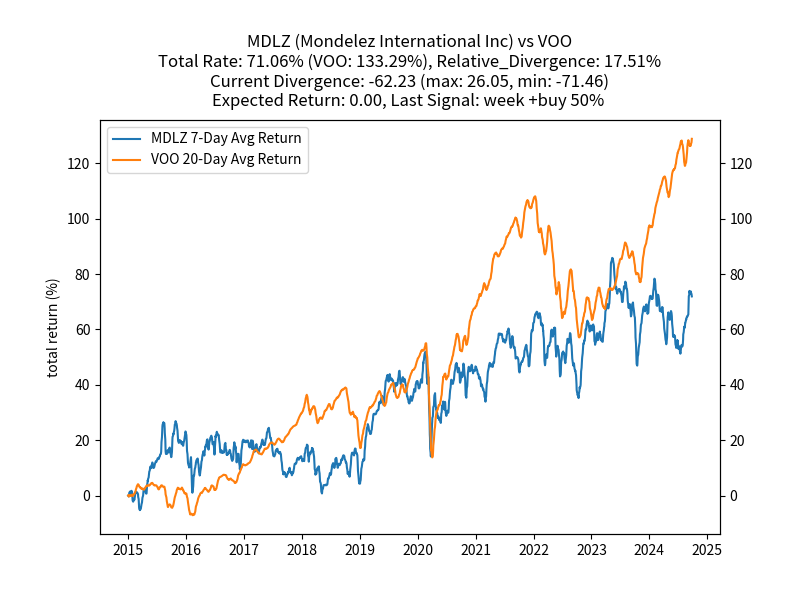 MDLZ (Mondelez International Inc) vs VOO
Total Rate: 71.06% (VOO: 133.29%), Relative_Divergence: 17.51%
Current Divergence: -62.23 (max: 26.05, min: -71.46)
Expected Return: 0.00, Last Signal: week +buy 50%
MDLZ 7-Day Avg Return
VOO 20-Day Avg Return
total return (%)
120 120
100 100
80 80
60 60
40 40
20 20
0 0
2015 2016 2017 2018 2019 2020 2021 2022 2023 2024 2025